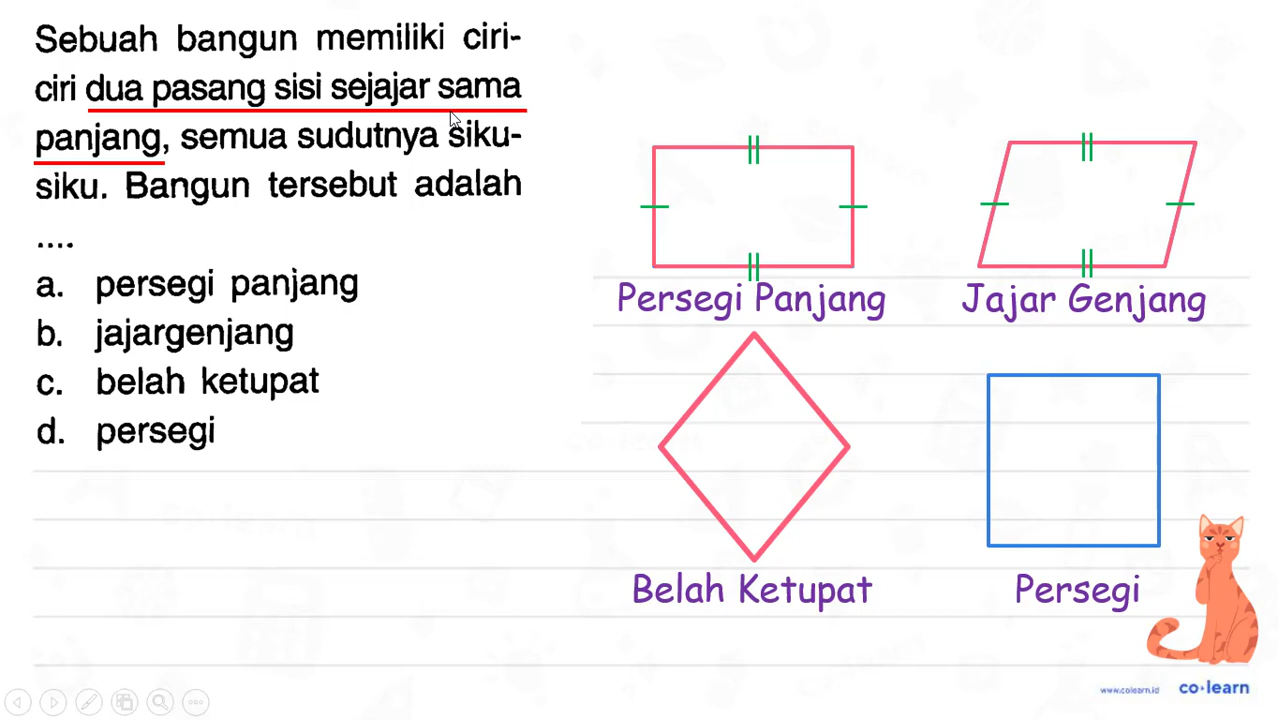 Sebuah bangun memiliki ciri-
ciri dua pasang sisi sejajar sama
panjang, semua sudutnya siku-
siku. Bangun tersebut adalah
....
a. persegi panjang
b. jajargenjang
c. belah ketupat
d. persegi
Persegi Panjang
Jajar Genjang
Belah Ketupat
Persegi
www.colearn.id
co·learn